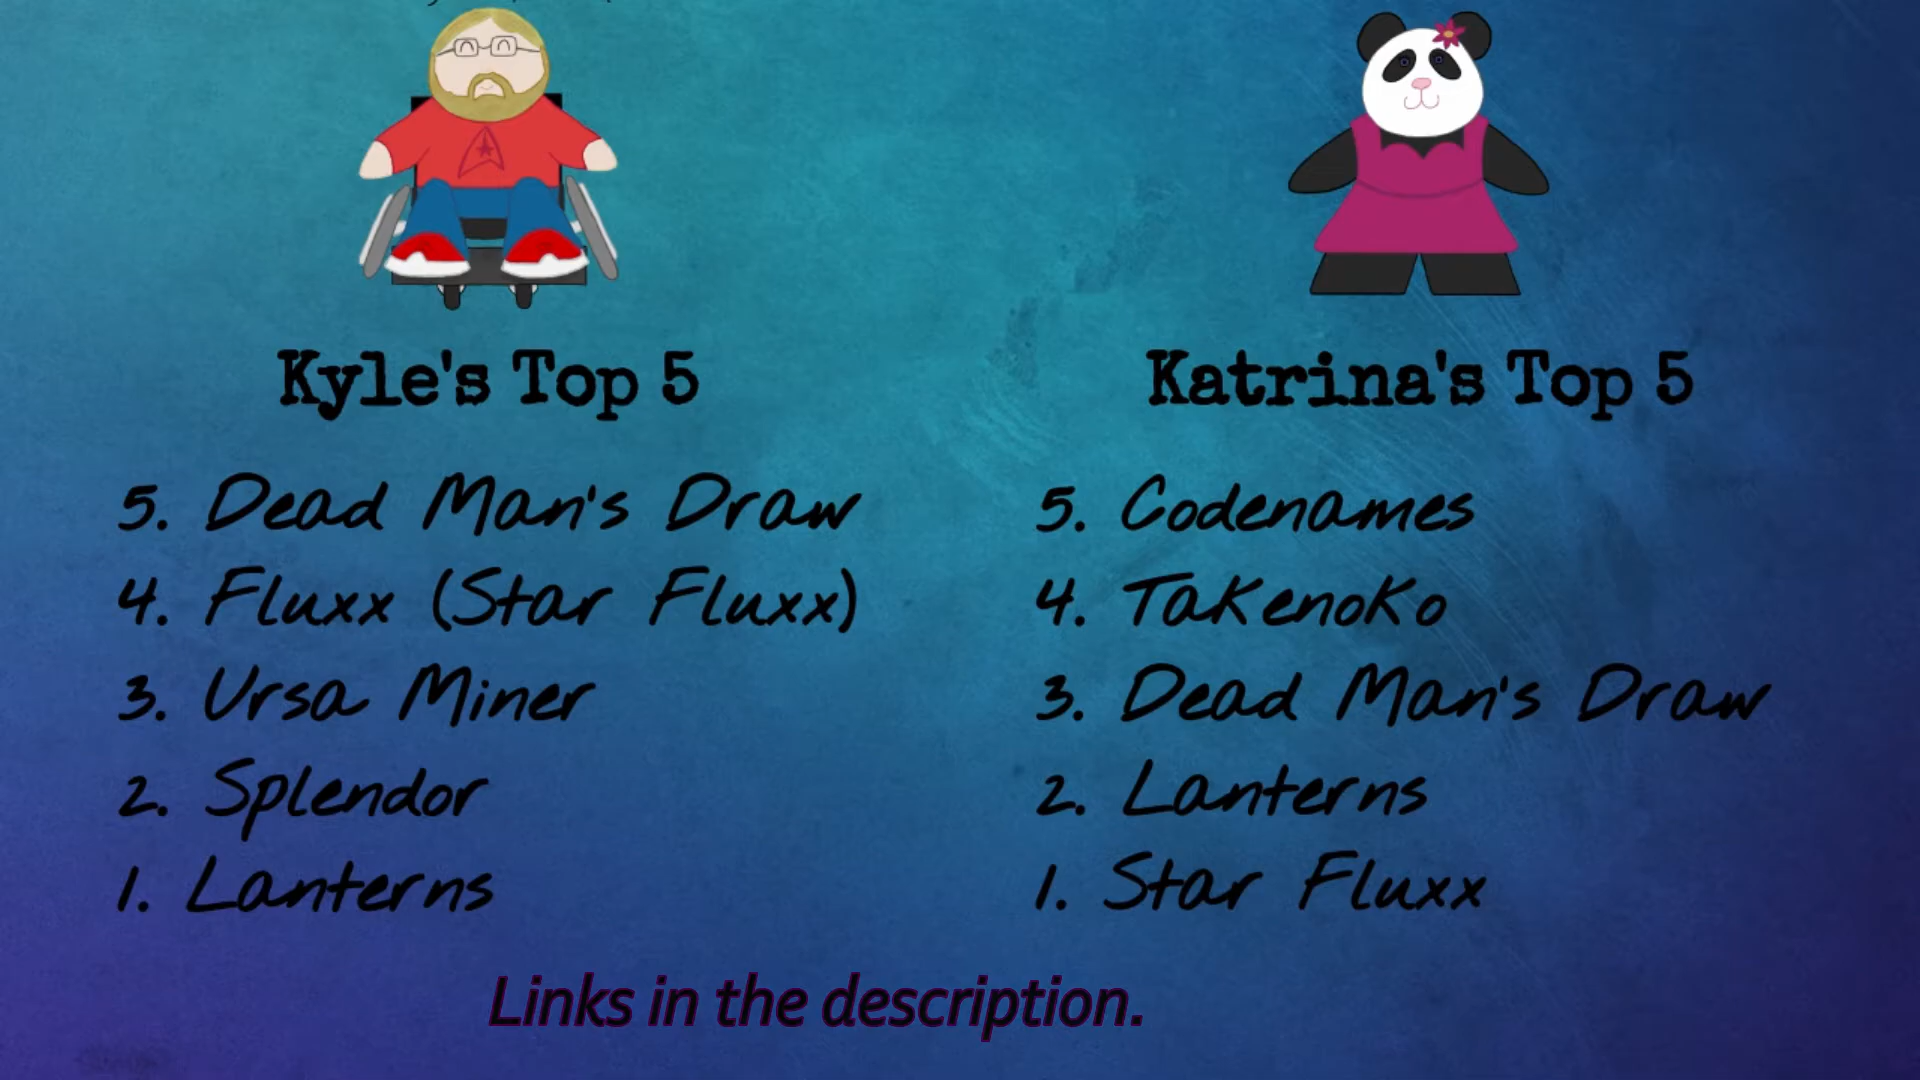 Kyle's Top 5
5. Dead Man's Draw
4. Fluxx (Star Fluxx)
3. Ursa Miner
2. Splendor
1. Lanterns
Katrina's Top 5
5. Codenames
4. Takenoko
3. Dead Man's Draw
2. Lanterns
1. Star Fluxx
Links in the description.